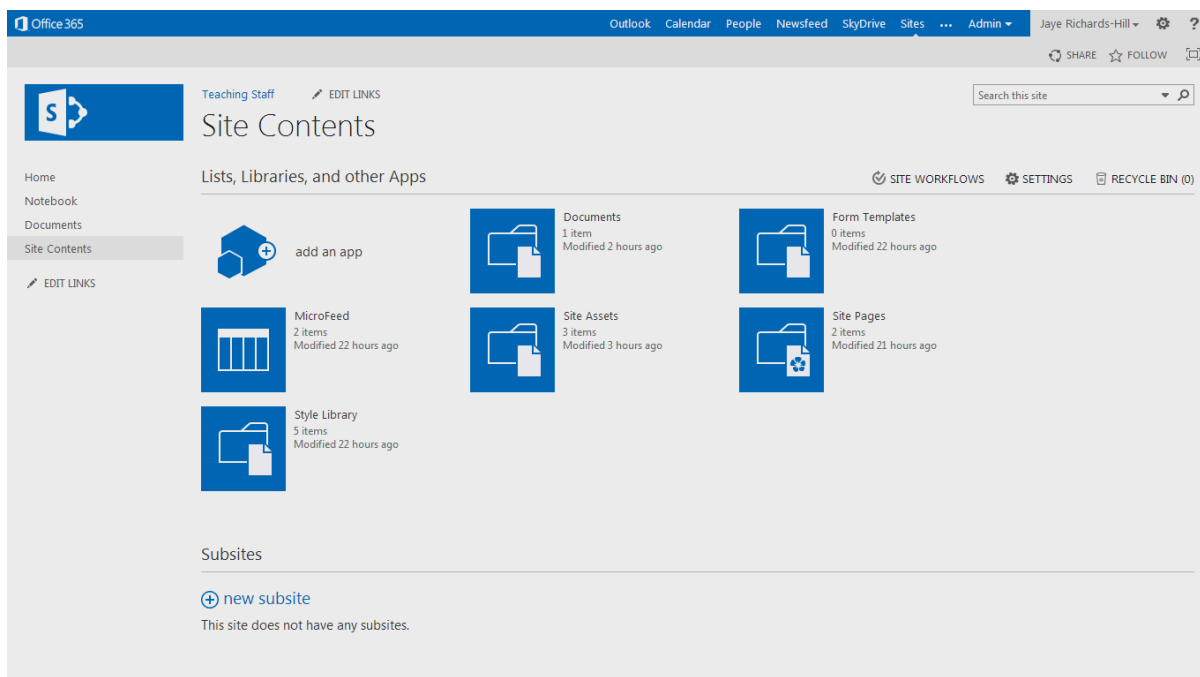 Office 365
Outlook Calendar People Newsfeed SkyDrive Sites ... Admin Jaye Richards-Hill ?
SHARE FOLLOW
S
Teaching Staff EDIT LINKS
Search this site
Site Contents
Home
Notebook
Documents
Site Contents
EDIT LINKS
Lists, Libraries, and other Apps
SITE WORKFLOWS SETTINGS RECYCLE BIN (0)
add an app
Documents
1 item
Modified 2 hours ago
Form Templates
0 items
Modified 22 hours ago
MicroFeed
2 items
Modified 22 hours ago
Site Assets
3 items
Modified 3 hours ago
Site Pages
2 items
Modified 21 hours ago
Style Library
5 items
Modified 22 hours ago
Subsites
new subsite
This site does not have any subsites.